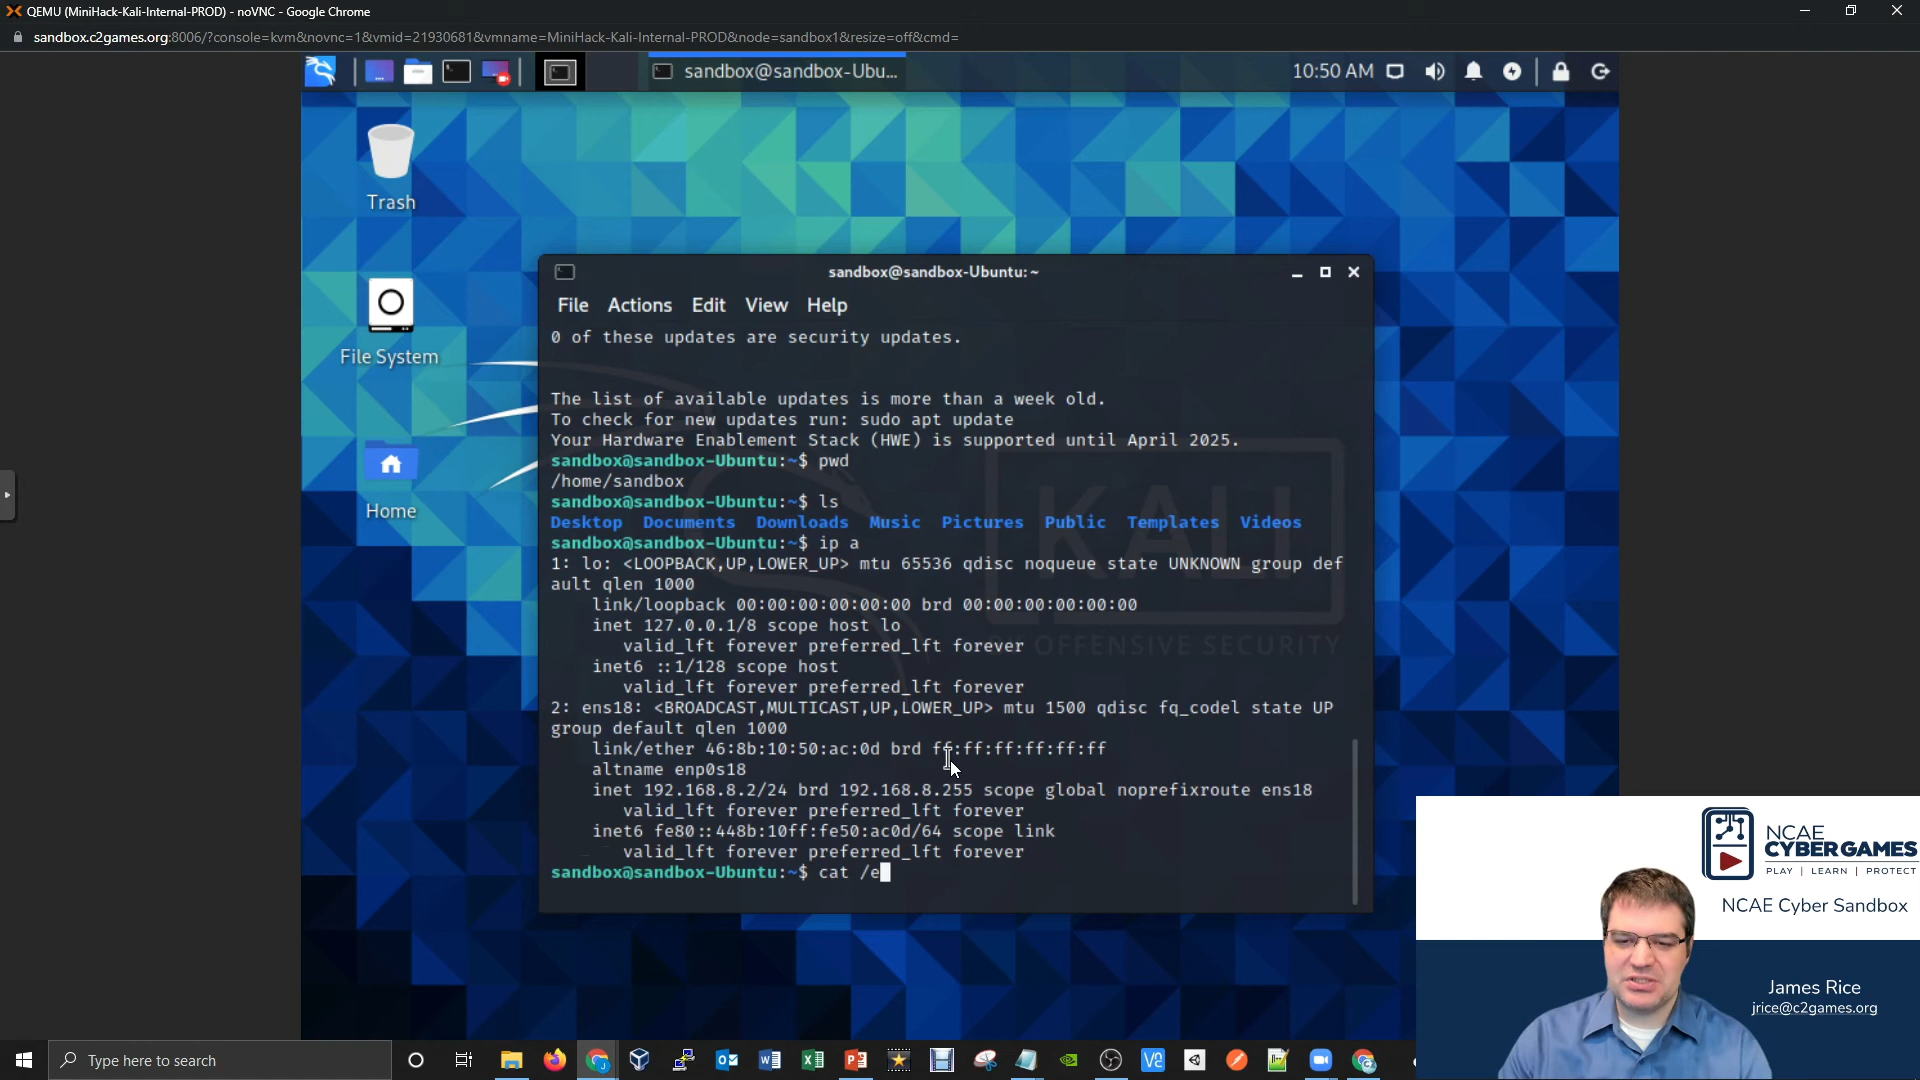 QEMU (MiniHack-Kali-Internal-PROD) - noVNC - Google Chrome
sandbox.c2games.org:8006/?console=kvm&novnc=1&vmid=21930681&vmname=MiniHack-Kali-Internal-PROD&node=sandbox1&resize=off&cmd=
sandbox@sandbox-Ubu...
10:50 AM
Trash
File System
Home
sandbox@sandbox-Ubuntu: ~
File Actions Edit View Help
0 of these updates are security updates.
The list of available updates is more than a week old.
To check for new updates run: sudo apt update
Your Hardware Enablement Stack (HWE) is supported until April 2025.
sandbox@sandbox-Ubuntu:~$ pwd
/home/sandbox
sandbox@sandbox-Ubuntu:~$ ls
Desktop Documents Downloads Music Pictures Public Templates Videos
sandbox@sandbox-Ubuntu:~$ ip a
1: lo: <LOOPBACK,UP,LOWER_UP> mtu 65536 qdisc noqueue state UNKNOWN group def
ault qlen 1000
link/loopback 00:00:00:00:00:00 brd 00:00:00:00:00:00
inet 127.0.0.1/8 scope host lo
valid_lft forever preferred_lft forever
inet6 ::1/128 scope host
valid_lft forever preferred_lft forever
2: ens18: <BROADCAST,MULTICAST,UP,LOWER_UP> mtu 1500 qdisc fq_codel state UP
group default qlen 1000
link/ether 46:8b:10:50:ac:0d brd ff:ff:ff:ff:ff:ff
altname enp0s18
inet 192.168.8.2/24 brd 192.168.8.255 scope global noprefixroute ens18
valid_lft forever preferred_lft forever
inet6 fe80::448b:10ff:fe50:ac0d/64 scope link
valid_lft forever preferred_lft forever
sandbox@sandbox-Ubuntu:~$ cat /e
KALI
BY OFFENSIVE SECURITY
NCAE
CYBERGAMES
PLAY | LEARN | PROTECT
NCAE Cyber Sandbox
James Rice
jrice@c2games.org
Type here to search